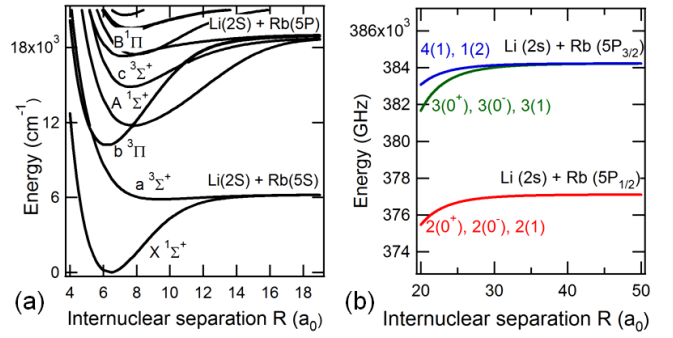 Li(2S) + Rb(5P)
B¹Π
c ³Σ⁺
A ¹Σ⁺
b ³Π
Li(2S) + Rb(5S)
a ³Σ⁺
X ¹Σ⁺
18x10³
12
6
0
Energy (cm⁻¹)
4 6 8 10 12 14 16 18
(a) Internuclear separation R (a₀)
386x10³
384
382
380
378
376
374
Energy (GHz)
4(1), 1(2)
Li (2s) + Rb (5P₃/₂)
3(0⁺), 3(0⁻), 3(1)
Li (2s) + Rb (5P₁/₂)
2(0⁺), 2(0⁻), 2(1)
20 30 40 50
(b) Internuclear separation R (a₀)